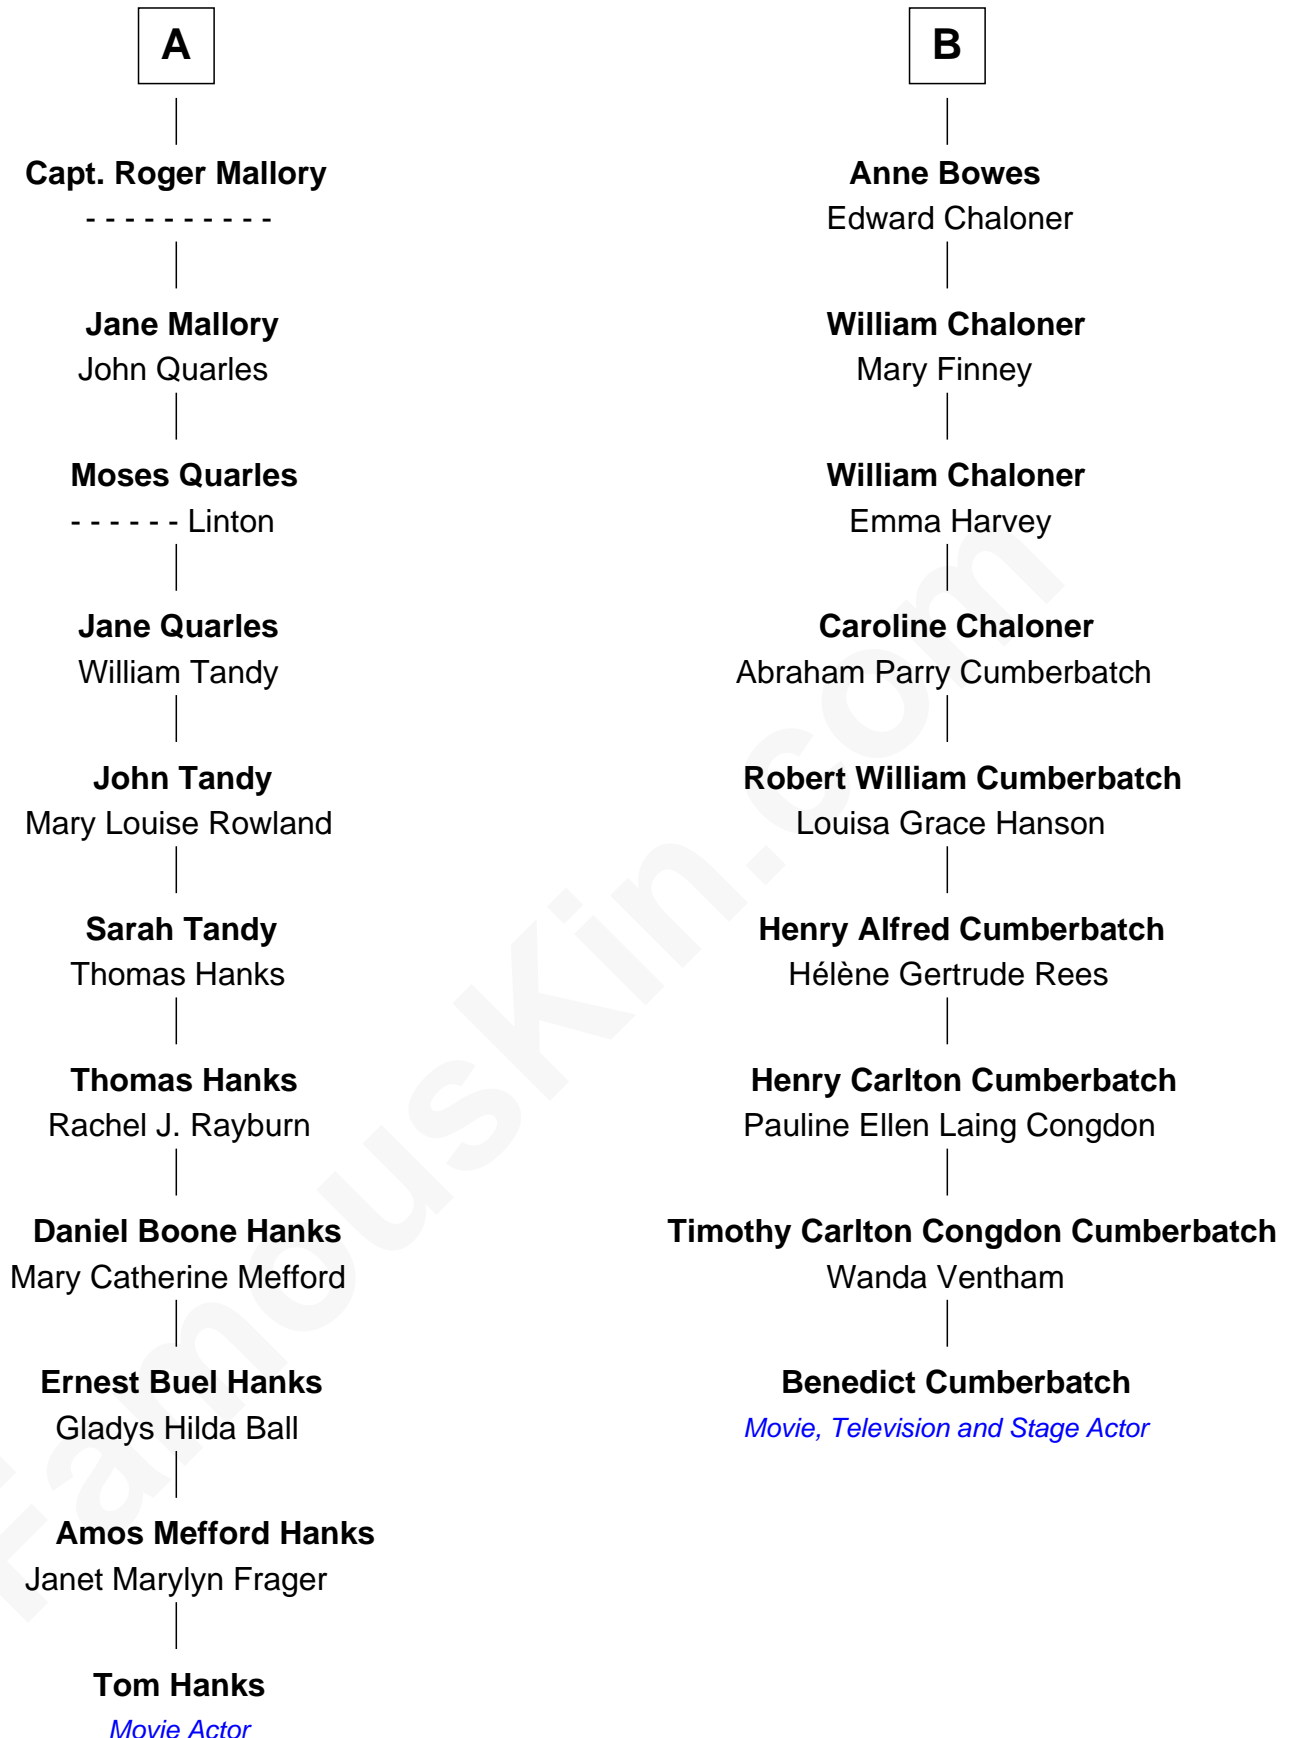 A
Capt. Roger Mallory
- - - - - - - - - -
Jane Mallory
John Quarles
Moses Quarles
- - - - - - Linton
Jane Quarles
William Tandy
John Tandy
Mary Louise Rowland
Sarah Tandy
Thomas Hanks
Thomas Hanks
Rachel J. Rayburn
Daniel Boone Hanks
Mary Catherine Mefford
Ernest Buel Hanks
Gladys Hilda Ball
Amos Mefford Hanks
Janet Marylyn Frager
Tom Hanks
Movie Actor
B
Anne Bowes
Edward Chaloner
William Chaloner
Mary Finney
William Chaloner
Emma Harvey
Caroline Chaloner
Abraham Parry Cumberbatch
Robert William Cumberbatch
Louisa Grace Hanson
Henry Alfred Cumberbatch
Hélène Gertrude Rees
Henry Carlton Cumberbatch
Pauline Ellen Laing Congdon
Timothy Carlton Congdon Cumberbatch
Wanda Ventham
Benedict Cumberbatch
Movie, Television and Stage Actor
FamousKin.com